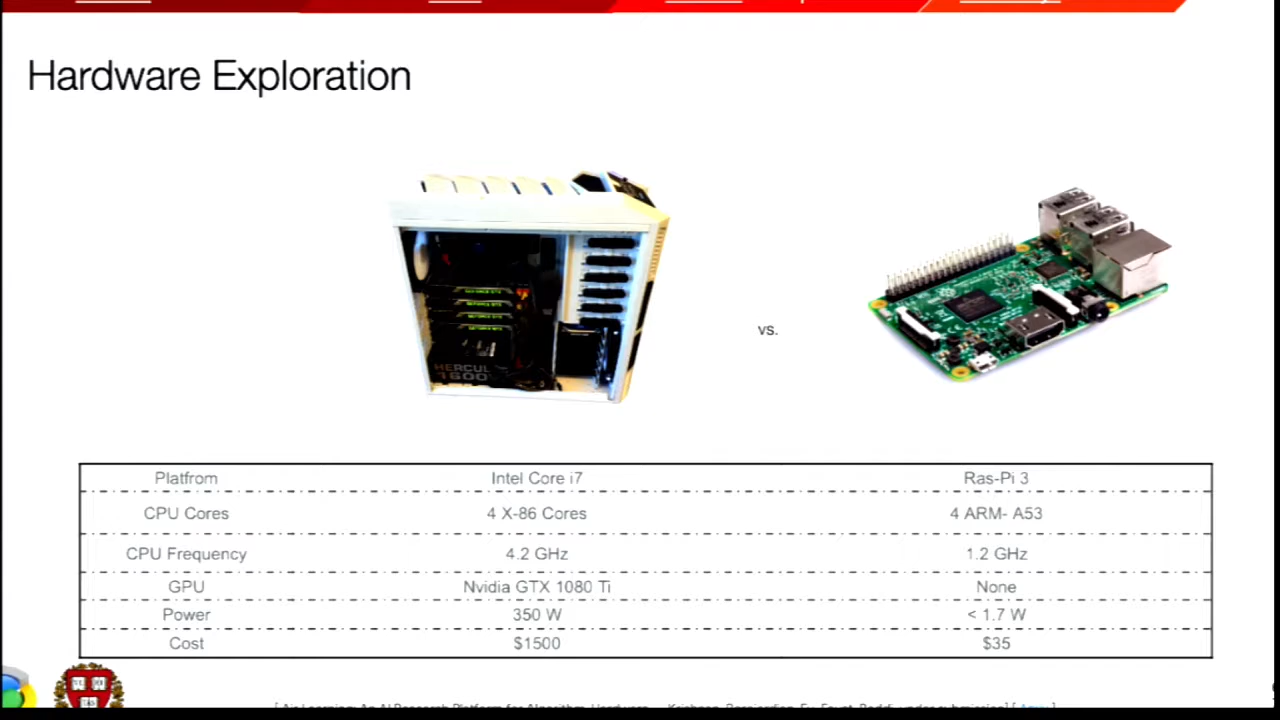 Hardware Exploration
HERCUL
1600
vs.
Platfrom Intel Core i7 Ras-Pi 3
CPU Cores 4 X-86 Cores 4 ARM- A53
CPU Frequency 4.2 GHz 1.2 GHz
GPU Nvidia GTX 1080 Ti None
Power 350 W < 1.7 W
Cost $1500 $35